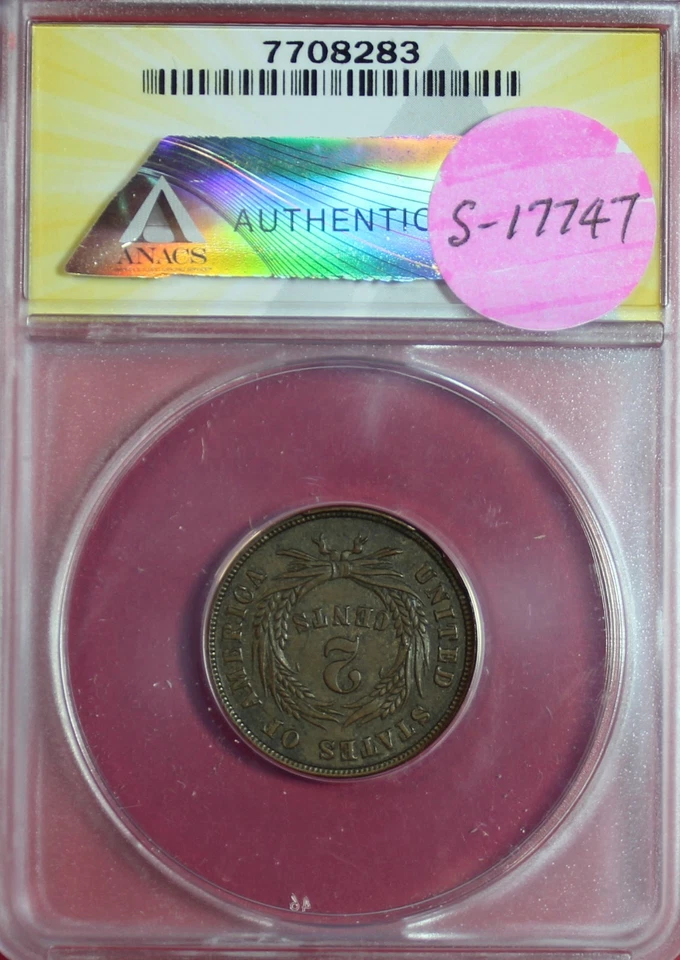 7708283
AUTHENTIC
S-17747
ANACS
UNITED STATES OF AMERICA
2
CENTS